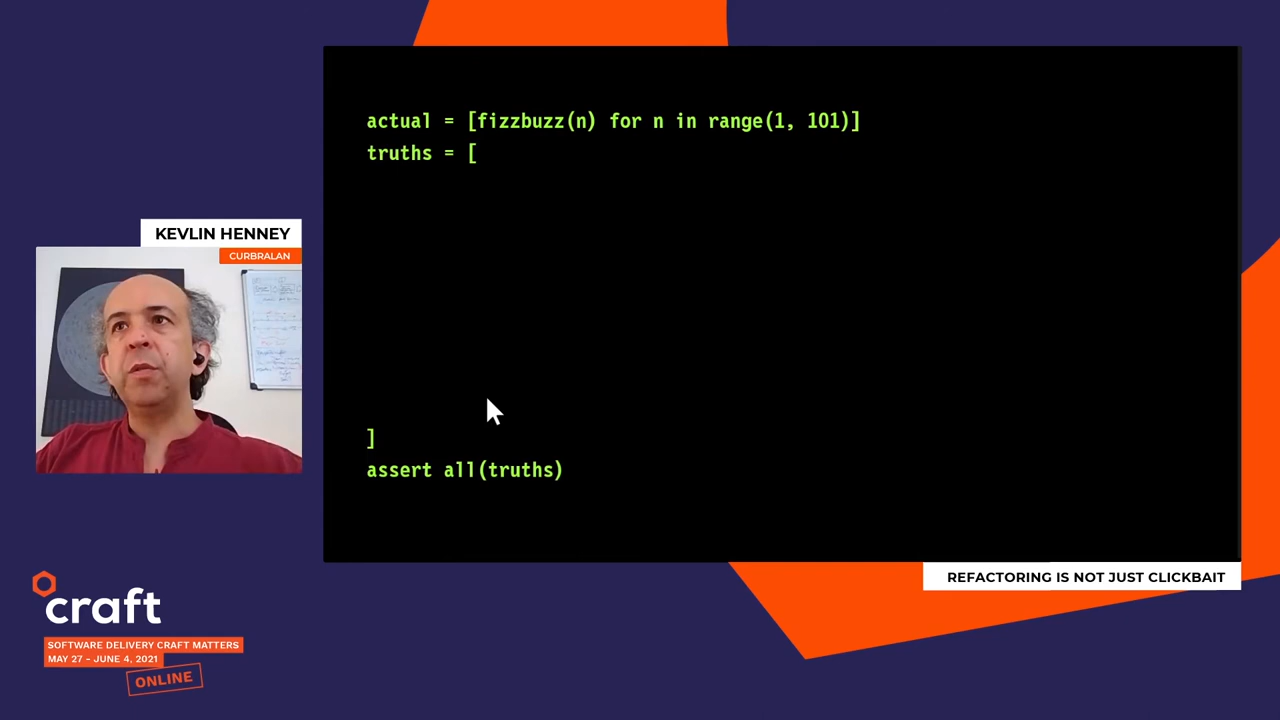 actual = [fizzbuzz(n) for n in range(1, 101)]
truths = [
]
assert all(truths)
KEVLIN HENNEY
CURBRALAN
REFACTORING IS NOT JUST CLICKBAIT
craft
SOFTWARE DELIVERY CRAFT MATTERS
MAY 27 - JUNE 4, 2021
ONLINE